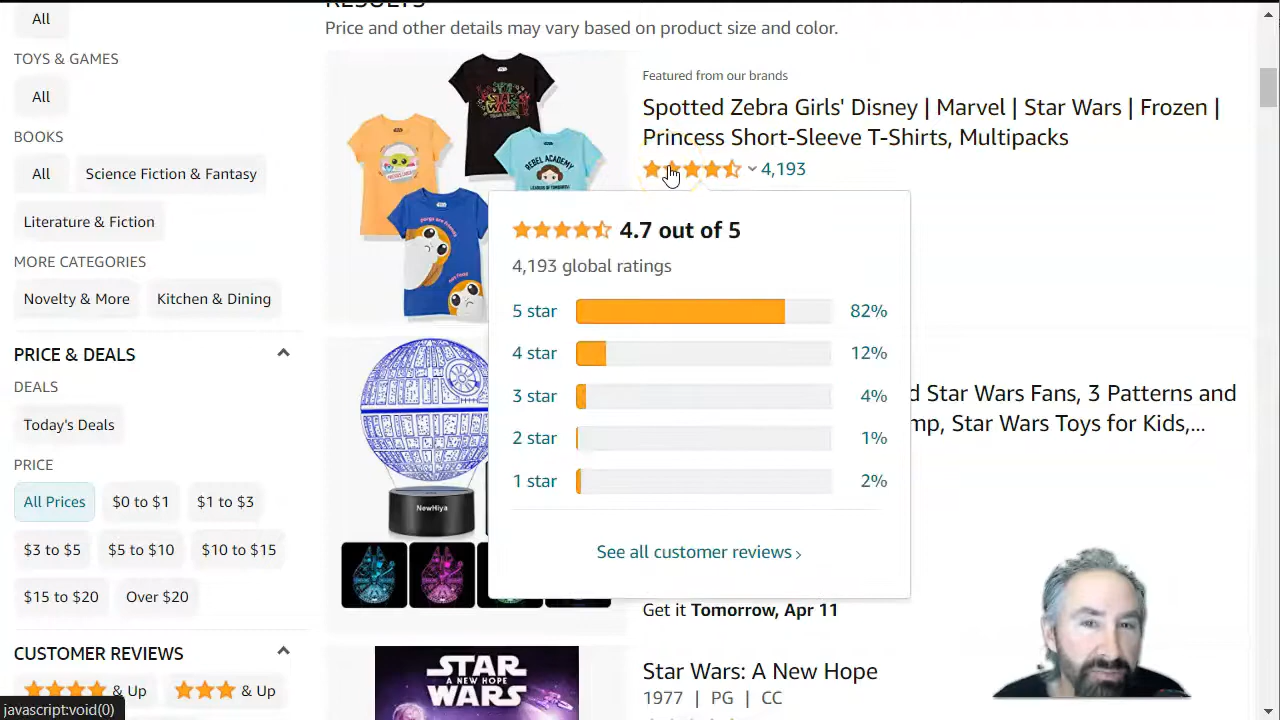 All
TOYS & GAMES
All
BOOKS
All
Science Fiction & Fantasy
Literature & Fiction
MORE CATEGORIES
Novelty & More
Kitchen & Dining
PRICE & DEALS
DEALS
Today's Deals
PRICE
All Prices
$0 to $1
$1 to $3
$3 to $5
$5 to $10
$10 to $15
$15 to $20
Over $20
CUSTOMER REVIEWS
& Up
& Up
javascript:void(0)
RESULTS
Price and other details may vary based on product size and color.
STAR WARS
REBEL
ACADEMY
NewHiya
Featured from our brands
Spotted Zebra Girls' Disney | Marvel | Star Wars | Frozen |
Princess Short-Sleeve T-Shirts, Multipacks
4,193
4.7 out of 5
4,193 global ratings
5 star 82%
4 star 12%
3 star 4%
2 star 1%
1 star 2%
See all customer reviews ›
d Star Wars Fans, 3 Patterns and
mp, Star Wars Toys for Kids,...
Get it Tomorrow, Apr 11
STAR
A NEW HOPE
WARS
Star Wars: A New Hope
1977 | PG | CC